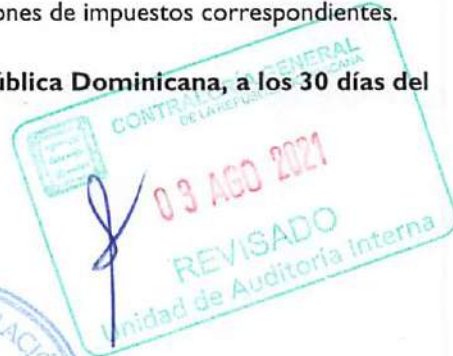 ones de impuestos correspondientes.
ública Dominicana, a los 30 días del
CONTRALORÍA GENERAL
DE LA REPÚBLICA DOMINICANA
03 AGO 2021
REVISADO
Unidad de Auditoría Interna